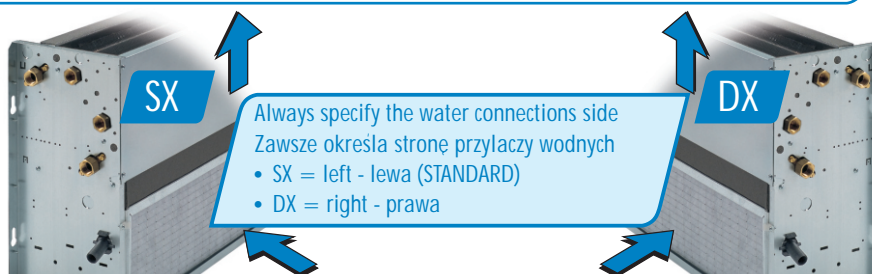 SX
DX
Always specify the water connections side
Zawsze określa stronę przylaczy wodnych
• SX = left - lewa (STANDARD)
• DX = right - prawa